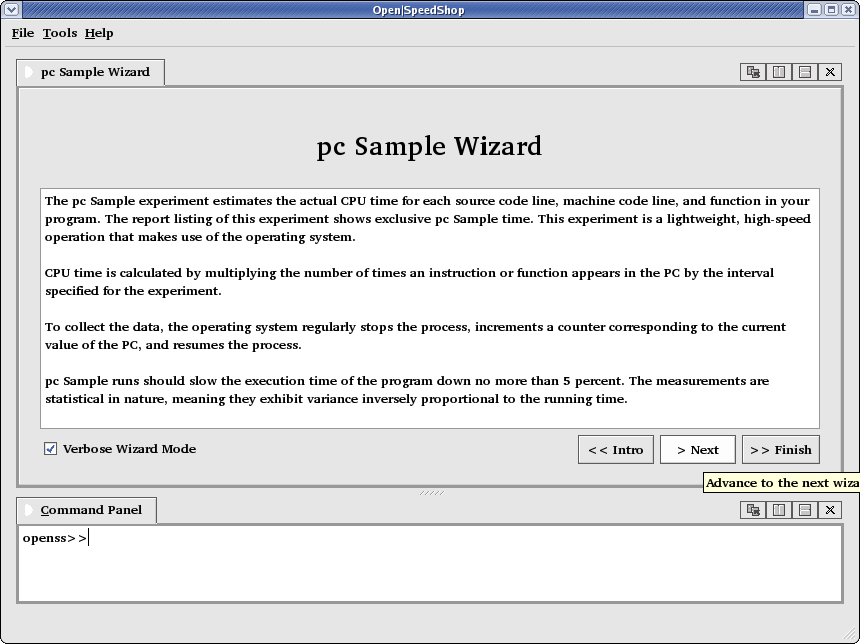 Open|SpeedShop
File Tools Help
pc Sample Wizard
pc Sample Wizard
The pc Sample experiment estimates the actual CPU time for each source code line, machine code line, and function in your
program. The report listing of this experiment shows exclusive pc Sample time. This experiment is a lightweight, high-speed
operation that makes use of the operating system.
CPU time is calculated by multiplying the number of times an instruction or function appears in the PC by the interval
specified for the experiment.
To collect the data, the operating system regularly stops the process, increments a counter corresponding to the current
value of the PC, and resumes the process.
pc Sample runs should slow the execution time of the program down no more than 5 percent. The measurements are
statistical in nature, meaning they exhibit variance inversely proportional to the running time.
Verbose Wizard Mode
<< Intro
> Next
>> Finish
Advance to the next wiza
Command Panel
openss>>